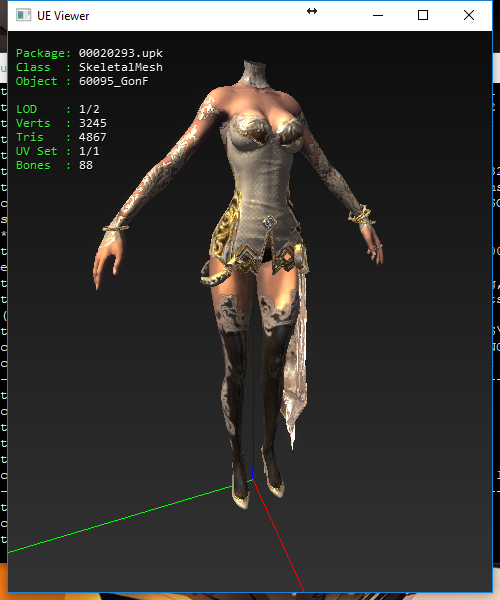 UE Viewer
Package: 00020293.upk
Class  : SkeletalMesh
Object : 60095_GonF
LOD    : 1/2
Verts  : 3245
Tris   : 4867
UV Set : 1/1
Bones  : 88